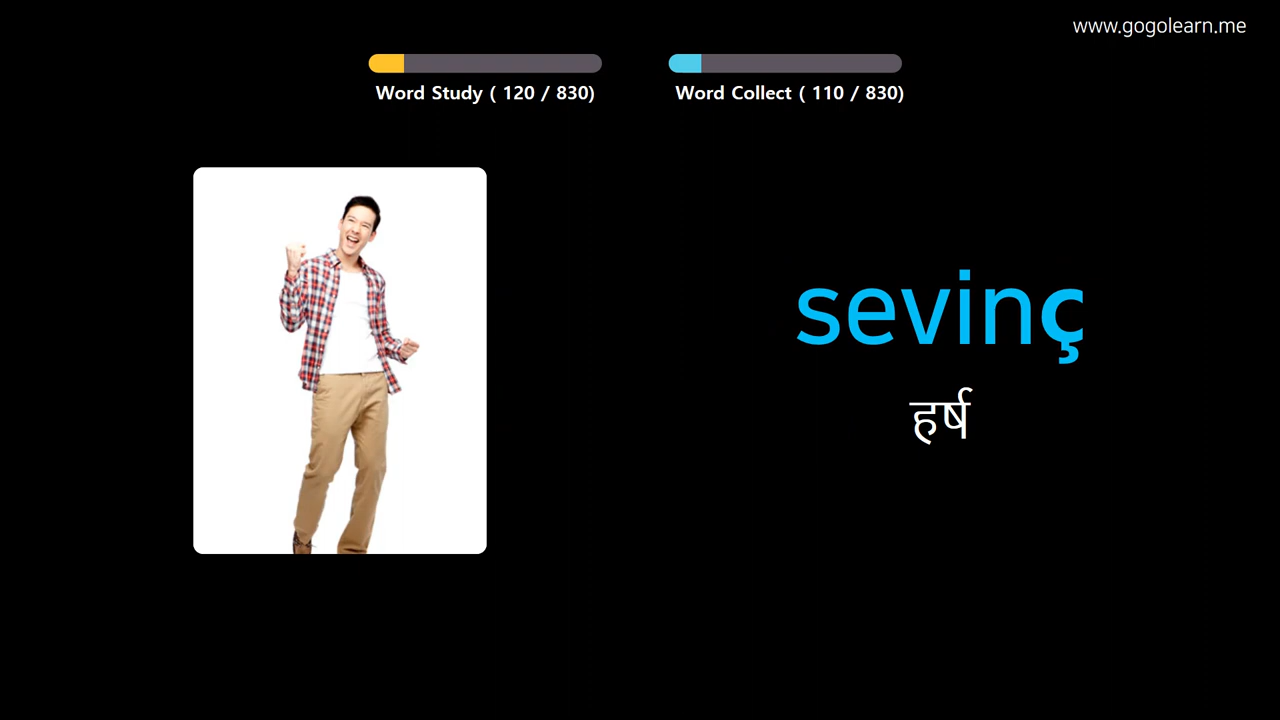 www.gogolearn.me
Word Study ( 120 / 830)
Word Collect ( 110 / 830)
sevinç
हर्ष